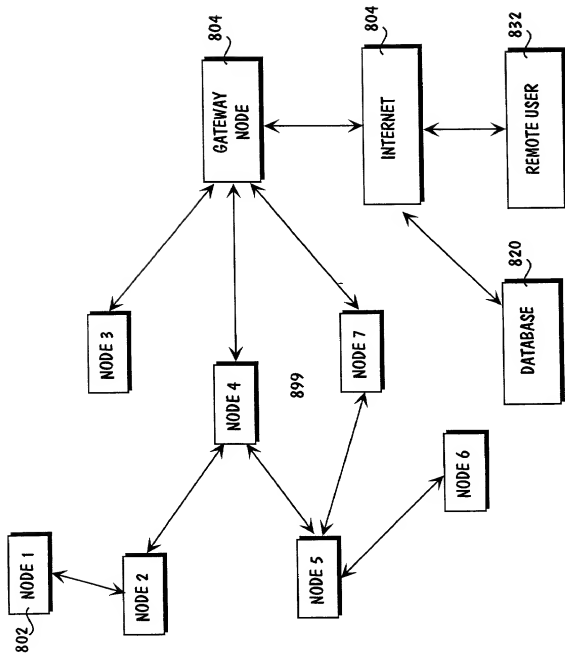 NODE 1
802
NODE 2
NODE 3
NODE 4
NODE 5
NODE 6
NODE 7
899
GATEWAY
NODE
804
INTERNET
804
DATABASE
820
REMOTE USER
832